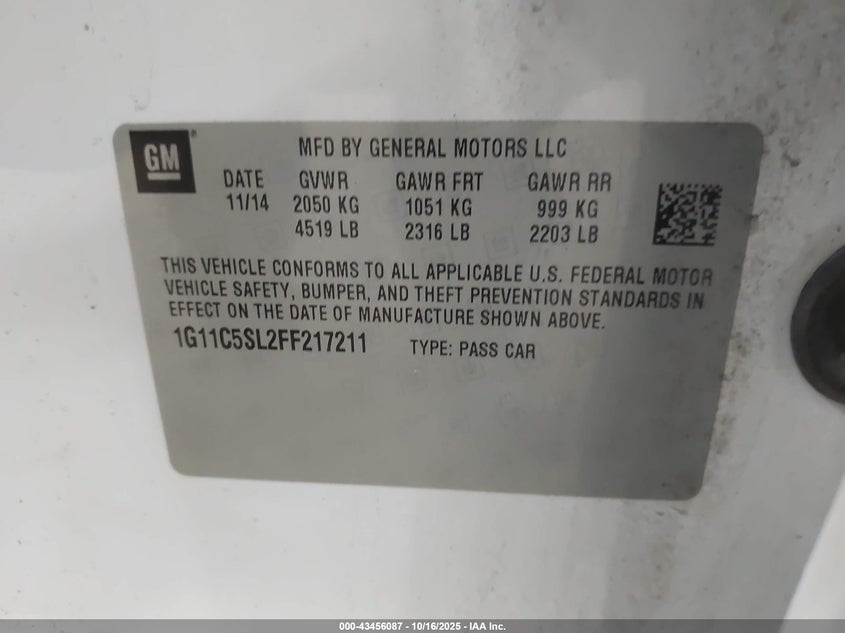 GM
MFD BY GENERAL MOTORS LLC
DATE GVWR GAWR FRT GAWR RR
11/14 2050 KG 1051 KG 999 KG
4519 LB 2316 LB 2203 LB
THIS VEHICLE CONFORMS TO ALL APPLICABLE U.S. FEDERAL MOTOR
VEHICLE SAFETY, BUMPER, AND THEFT PREVENTION STANDARDS IN
EFFECT ON THE DATE OF MANUFACTURE SHOWN ABOVE.
1G11C5SL2FF217211 TYPE: PASS CAR
000-43456087 - 10/16/2025 - IAA Inc.